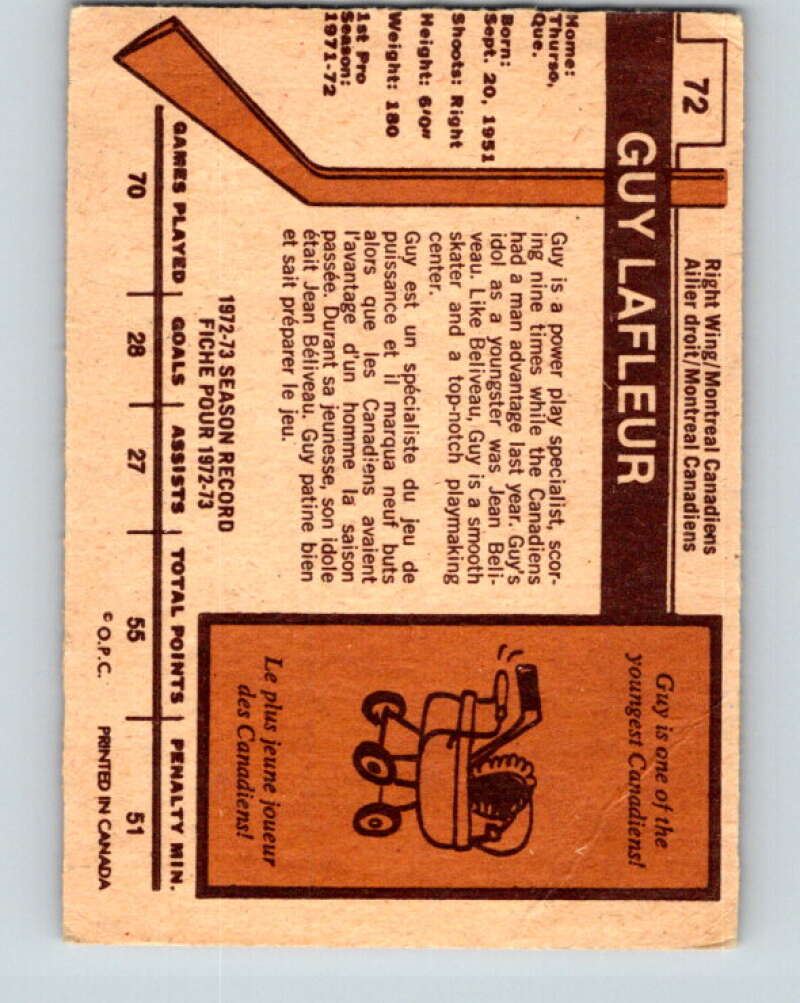 72
GUY LAFLEUR
Right Wing/Montreal Canadiens
Ailier droit/Montreal Canadiens
Home:
Thurso,
Que.
Born:
Sept. 20, 1951
Shoots: Right
Height: 6'0"
Weight: 180
1st Pro
Season:
1971-72
Guy is a power play specialist, scor-
ing nine times while the Canadiens
had a man advantage last year. Guy's
idol as a youngster was Jean Beli-
veau. Like Beliveau, Guy is a smooth
skater and a top-notch playmaking
center.
Guy est un spécialiste du jeu de
puissance et il marqua neuf buts
alors que les Canadiens avaient
l'avantage d'un homme la saison
passée. Durant sa jeunesse, son idole
était Jean Béliveau. Guy patine bien
et sait préparer le jeu.
Guy is one of the
youngest Canadiens!
Le plus jeune joueur
des Canadiens!
1972-73 SEASON RECORD
FICHE POUR 1972-73
GAMES PLAYED GOALS ASSISTS TOTAL POINTS PENALTY MIN.
70 28 27 55 51
© O.P.C. PRINTED IN CANADA